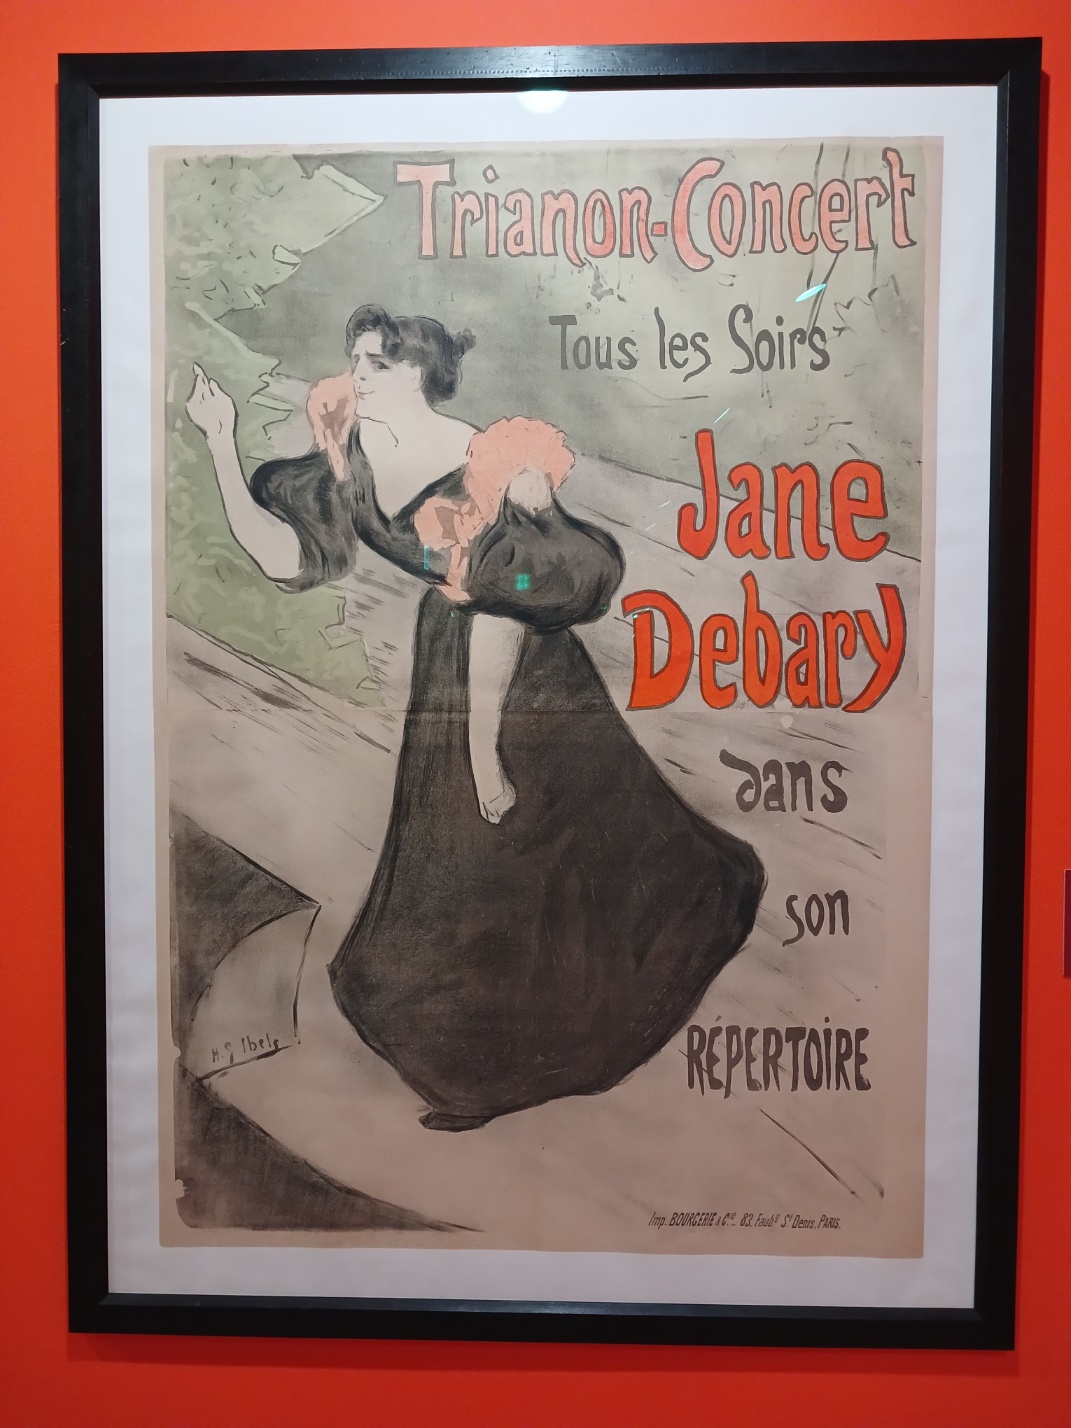 Trianon-Concert
Tous les Soirs
Jane
Debary
dans
son
RÉPERTOIRE
H.G Ibels
Imp. BOURGERIE & Cie. 83, Faubg St Denis, PARIS.